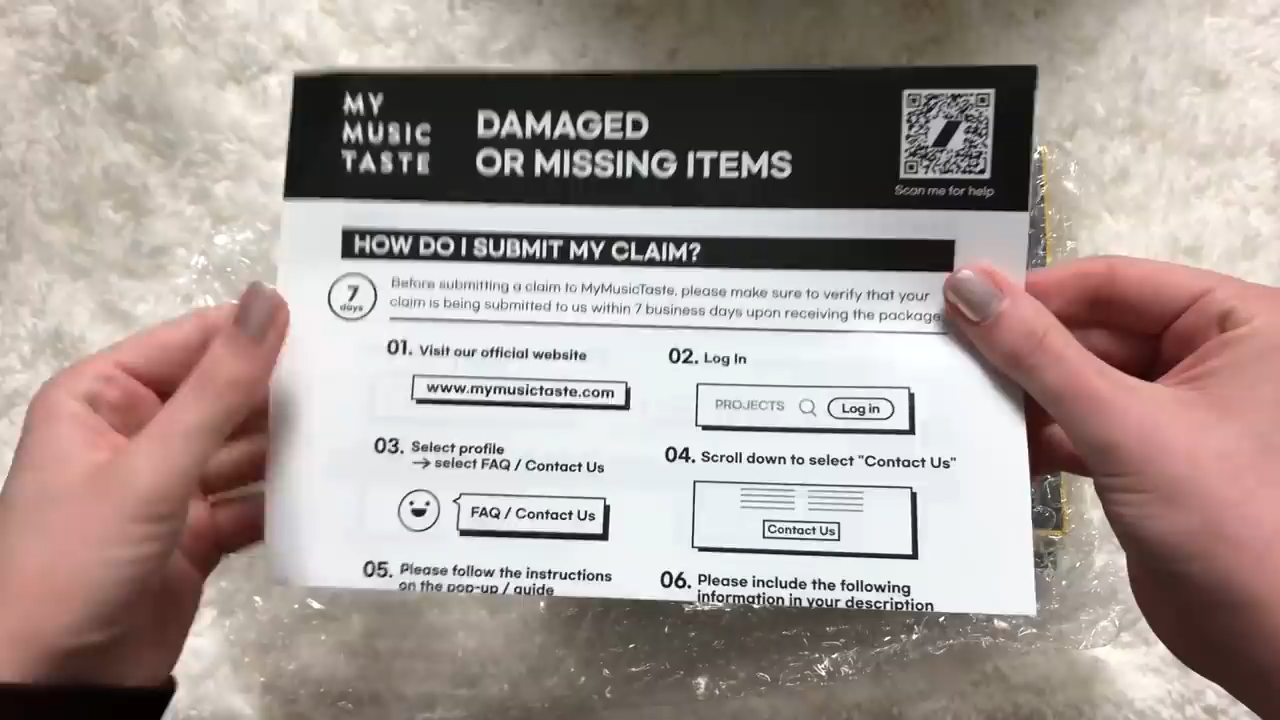 MY
MUSIC
TASTE
DAMAGED
OR MISSING ITEMS
Scan me for help
HOW DO I SUBMIT MY CLAIM?
7
days
Before submitting a claim to MyMusicTaste, please make sure to verify that your
claim is being submitted to us within 7 business days upon receiving the package
01. Visit our official website
www.mymusictaste.com
02. Log In
PROJECTS Log in
03. Select profile
→ select FAQ / Contact Us
FAQ / Contact Us
04. Scroll down to select "Contact Us"
Contact Us
05. Please follow the instructions
on the pop-up / guide
06. Please include the following
information in your description